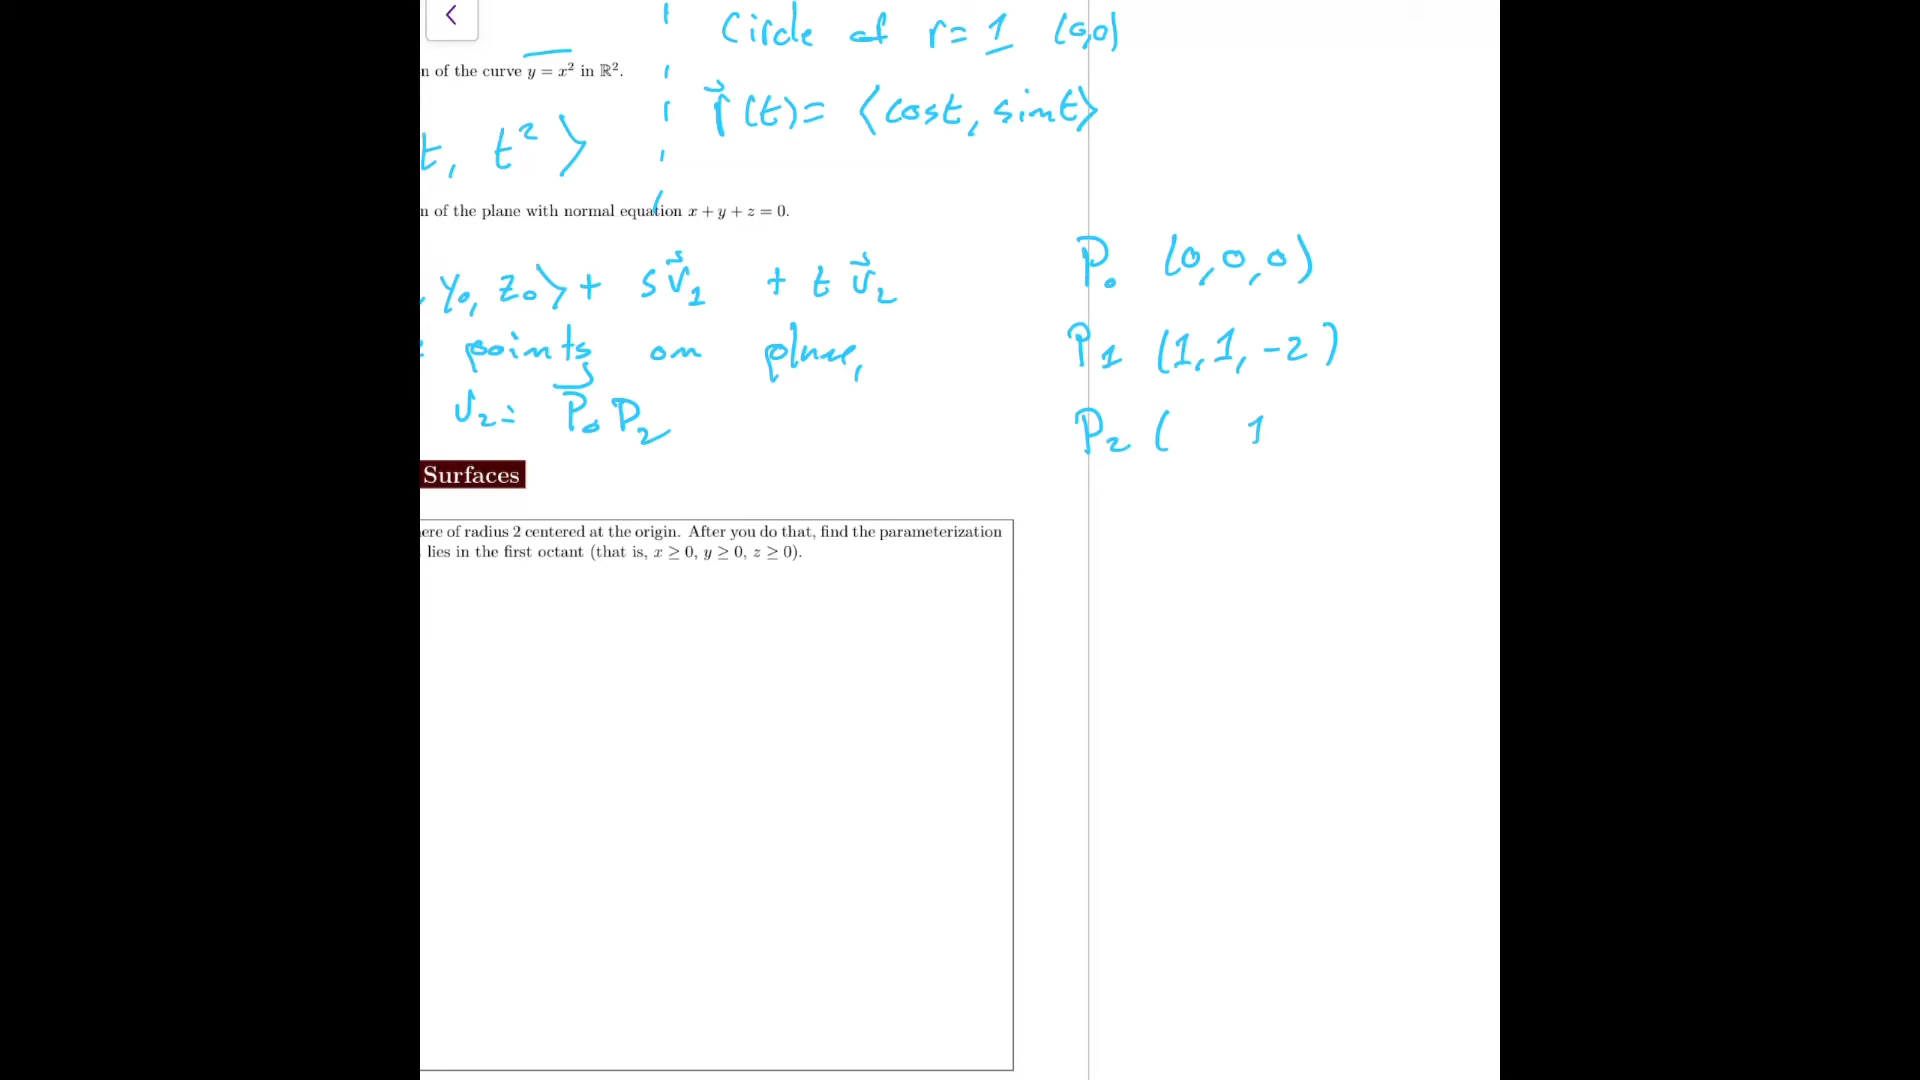 Circle of r = 1 (0,0)
n of the curve y = x² in ℝ².
r⃗(t) = ⟨cost, sint⟩
t, t² ⟩
n of the plane with normal equation x + y + z = 0.
P₀ (0,0,0)
, y₀, z₀⟩ + s v⃗₁ + t v⃗₂
points on plane,
P₁ (1, 1, -2)
v₂ = P₀P₂
P₂ ( 1
Surfaces
ere of radius 2 centered at the origin. After you do that, find the parameterization
lies in the first octant (that is, x ≥ 0, y ≥ 0, z ≥ 0).